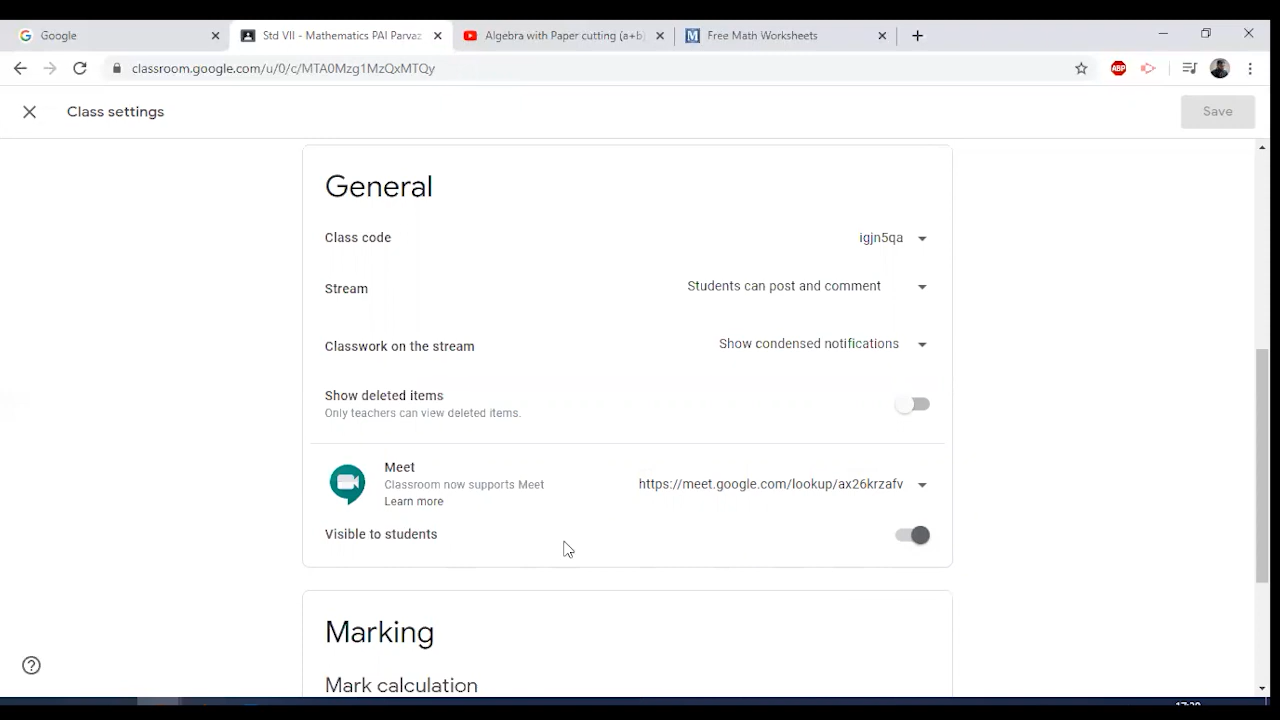 Google
Std VII - Mathematics PAI Parvaz
Algebra with Paper cutting (a+b)
Free Math Worksheets
classroom.google.com/u/0/c/MTA0Mzg1MzQxMTQy
ABP
Class settings
Save
General
Class code
igjn5qa
Stream
Students can post and comment
Classwork on the stream
Show condensed notifications
Show deleted items
Only teachers can view deleted items.
Meet
Classroom now supports Meet
Learn more
https://meet.google.com/lookup/ax26krzafv
Visible to students
Marking
Mark calculation